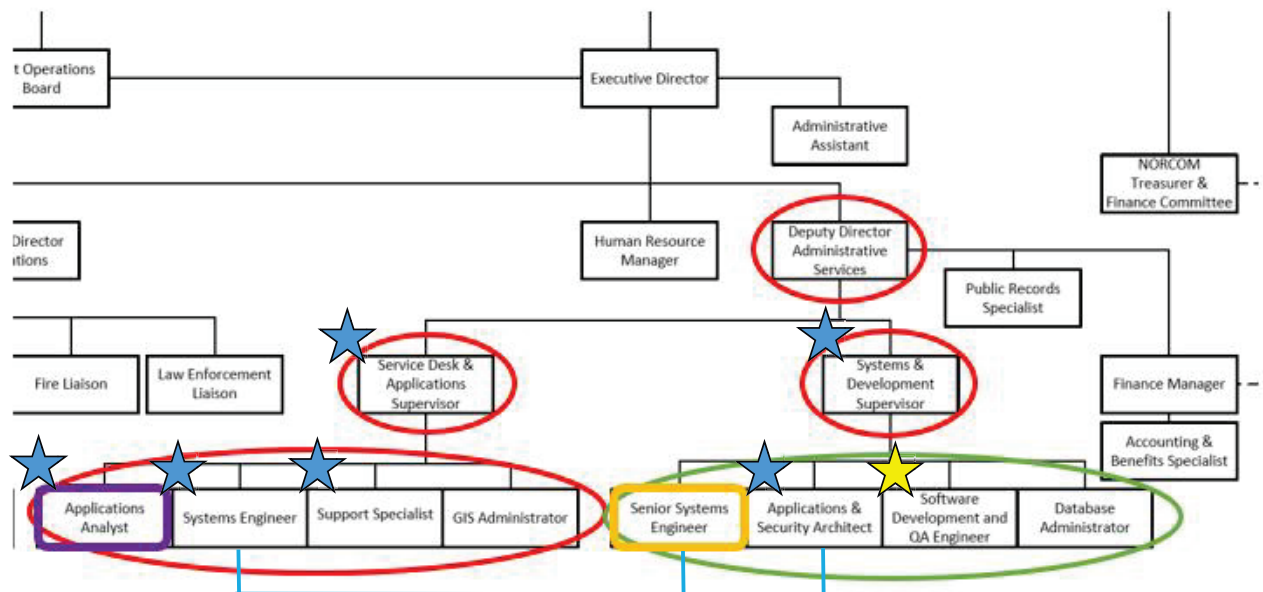 t Operations
Board
Executive Director
Administrative
Assistant
NORCOM
Treasurer &
Finance Committee
Director
ations
Human Resource
Manager
Deputy Director
Administrative
Services
Public Records
Specialist
Fire Liaison
Law Enforcement
Liaison
Service Desk &
Applications
Supervisor
Systems &
Development
Supervisor
Finance Manager
Accounting &
Benefits Specialist
Applications
Analyst
Systems Engineer
Support Specialist
GIS Administrator
Senior Systems
Engineer
Applications &
Security Architect
Software
Development and
QA Engineer
Database
Administrator